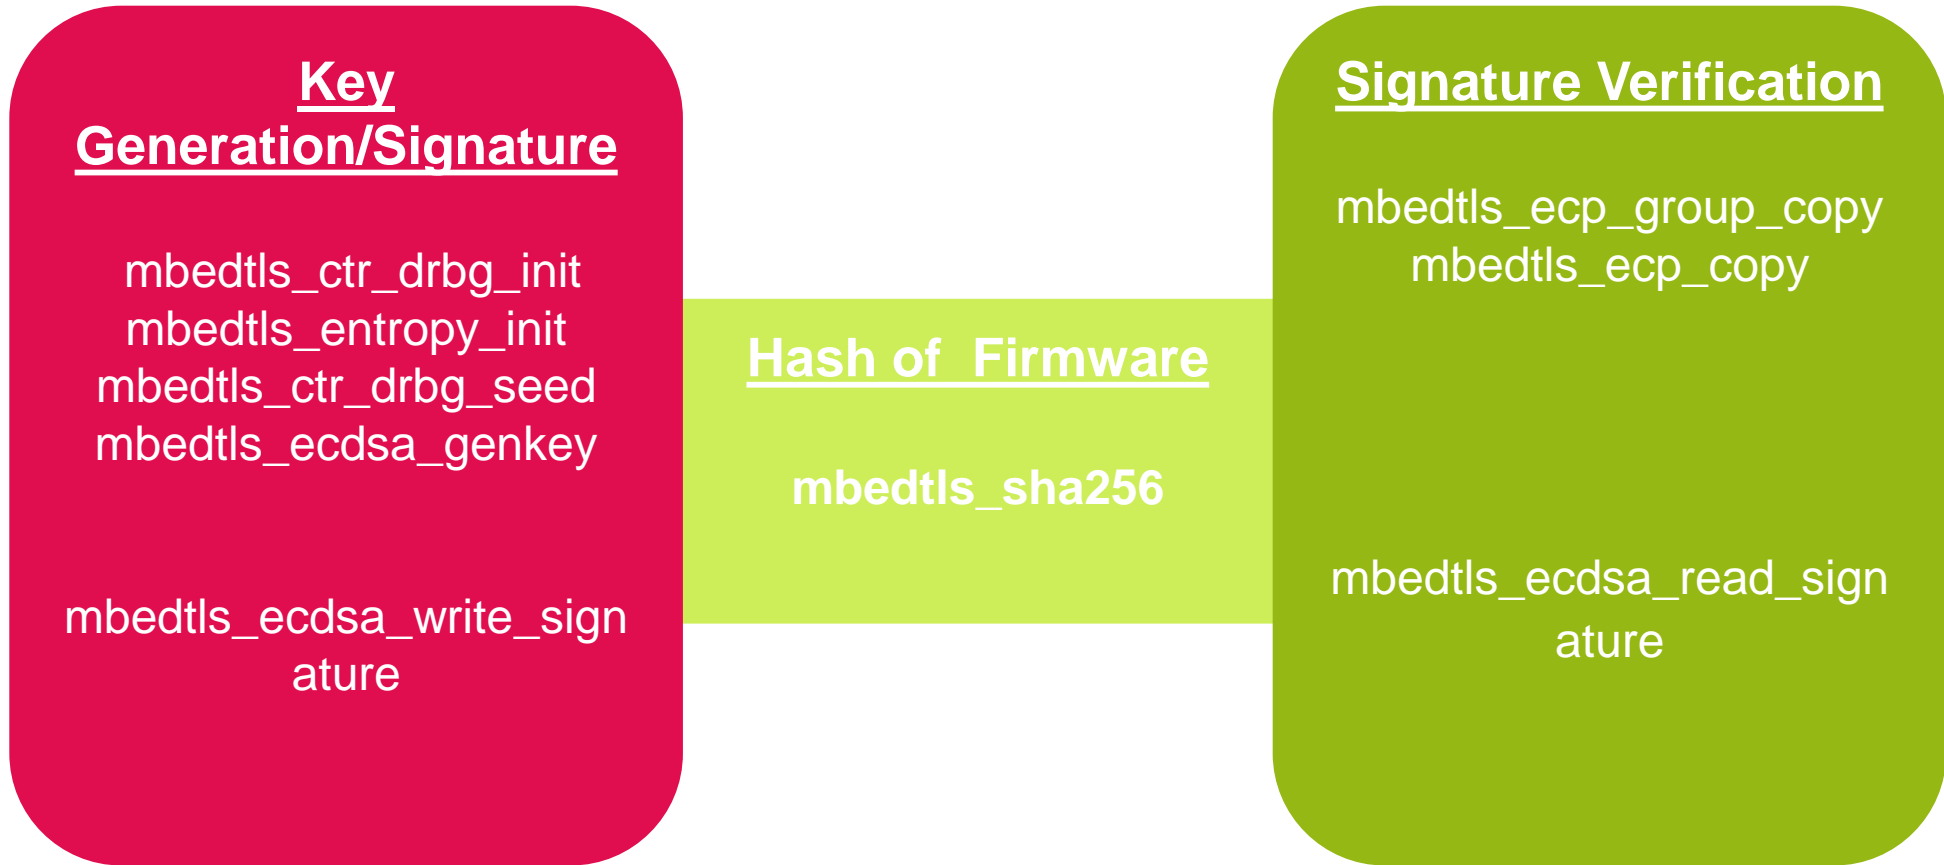 Key
Generation/Signature
mbedtls_ctr_drbg_init
mbedtls_entropy_init
mbedtls_ctr_drbg_seed
mbedtls_ecdsa_genkey
mbedtls_ecdsa_write_sign
ature
Hash of  Firmware
mbedtls_sha256
Signature Verification
mbedtls_ecp_group_copy
mbedtls_ecp_copy
mbedtls_ecdsa_read_sign
ature